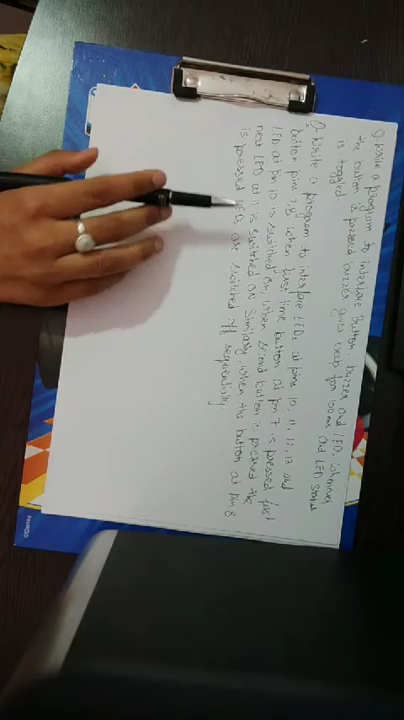 Q. Write a program to interface Button, buzzer and LED. Whenever
the button is pressed buzzer gives beep for 100ms and LED status
is toggled.
Q. Write a program to interface LEDs at pins 10, 11, 12, 13 and
button pins 7,8. When first time button at pin 7 is pressed first
LED at pin 10 is switched on, when second button is pressed the
next LED at 11 is switched on. Similarly, when the button at pin 8
is pressed LEDs are switched off sequentially.